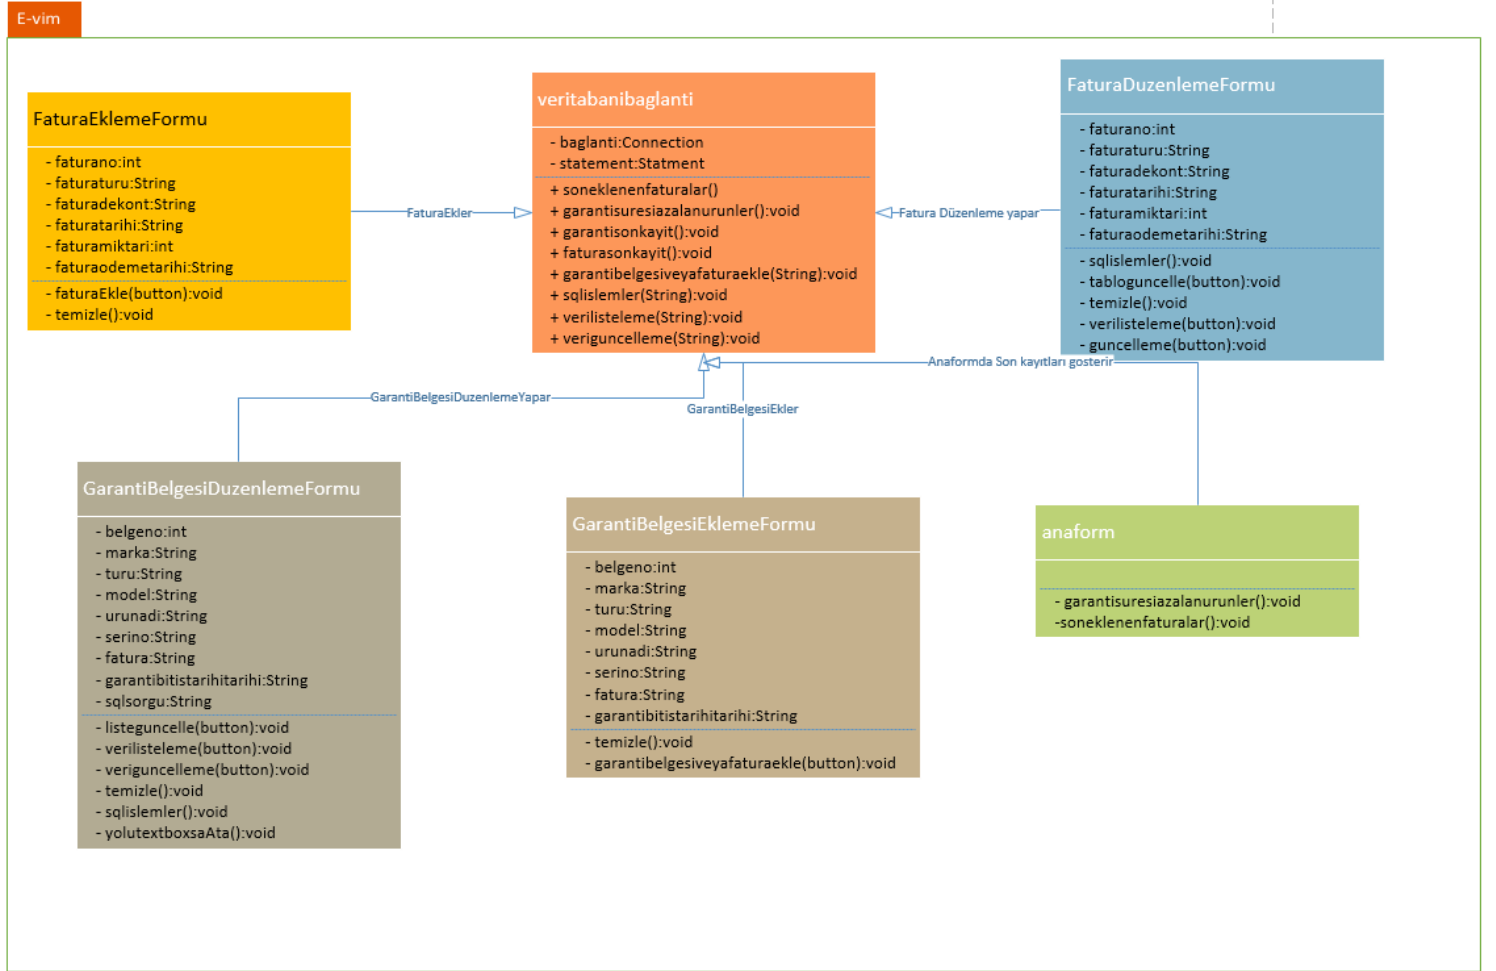 E-vim
FaturaEklemeFormu
- faturano:int
- faturaturu:String
- faturadekont:String
- faturatarihi:String
- faturamiktari:int
- faturaodemetarihi:String
- faturaEkle(button):void
- temizle():void
FaturaEkler
veritabanibaglanti
- baglanti:Connection
- statement:Statment
+ soneklenenfaturalar()
+ garantisuresiazalanurunler():void
+ garantisonkayit():void
+ faturasonkayit():void
+ garantibelgesiveyafaturaekle(String):void
+ sqlislemler(String):void
+ verilisteleme(String):void
+ veriguncelleme(String):void
Fatura Düzenleme yapar
FaturaDuzenlemeFormu
- faturano:int
- faturaturu:String
- faturadekont:String
- faturatarihi:String
- faturamiktari:int
- faturaodemetarihi:String
- sqlislemler():void
- tabloguncelle(button):void
- temizle():void
- verilisteleme(button):void
- guncelleme(button):void
Anaformda Son kayıtları gosterir
GarantiBelgesiDuzenlemeYapar
GarantiBelgesiEkler
GarantiBelgesiDuzenlemeFormu
- belgeno:int
- marka:String
- turu:String
- model:String
- urunadi:String
- serino:String
- fatura:String
- garantibitistarihitarihi:String
- sqlsorgu:String
- listeguncelle(button):void
- verilisteleme(button):void
- veriguncelleme(button):void
- temizle():void
- sqlislemler():void
- yolutextboxsaAta():void
GarantiBelgesiEklemeFormu
- belgeno:int
- marka:String
- turu:String
- model:String
- urunadi:String
- serino:String
- fatura:String
- garantibitistarihitarihi:String
- temizle():void
- garantibelgesiveyafaturaekle(button):void
anaform
- garantisuresiazalanurunler():void
-soneklenenfaturalar():void